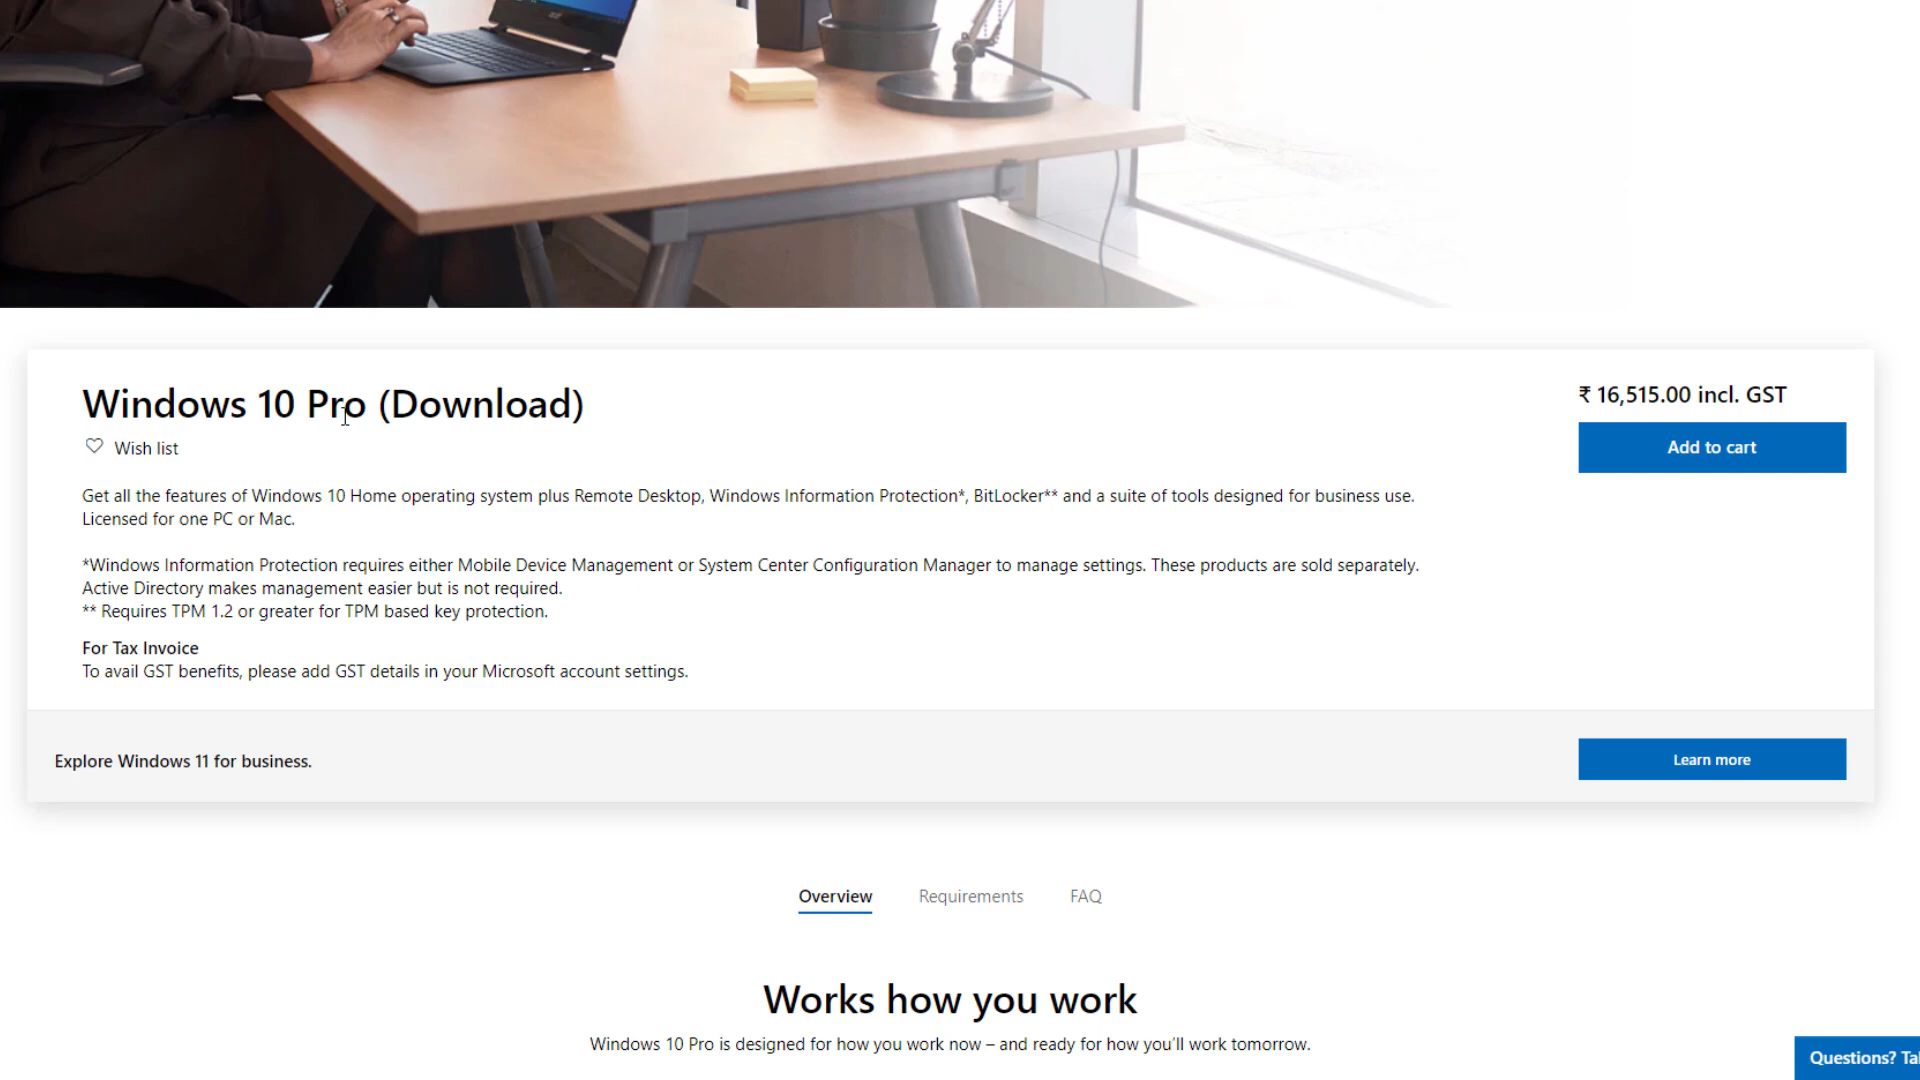 Windows 10 Pro (Download)
₹ 16,515.00 incl. GST
Wish list
Add to cart
Get all the features of Windows 10 Home operating system plus Remote Desktop, Windows Information Protection*, BitLocker** and a suite of tools designed for business use.
Licensed for one PC or Mac.
*Windows Information Protection requires either Mobile Device Management or System Center Configuration Manager to manage settings. These products are sold separately.
Active Directory makes management easier but is not required.
** Requires TPM 1.2 or greater for TPM based key protection.
For Tax Invoice
To avail GST benefits, please add GST details in your Microsoft account settings.
Explore Windows 11 for business.
Learn more
Overview Requirements FAQ
Works how you work
Windows 10 Pro is designed for how you work now – and ready for how you'll work tomorrow.
Questions?